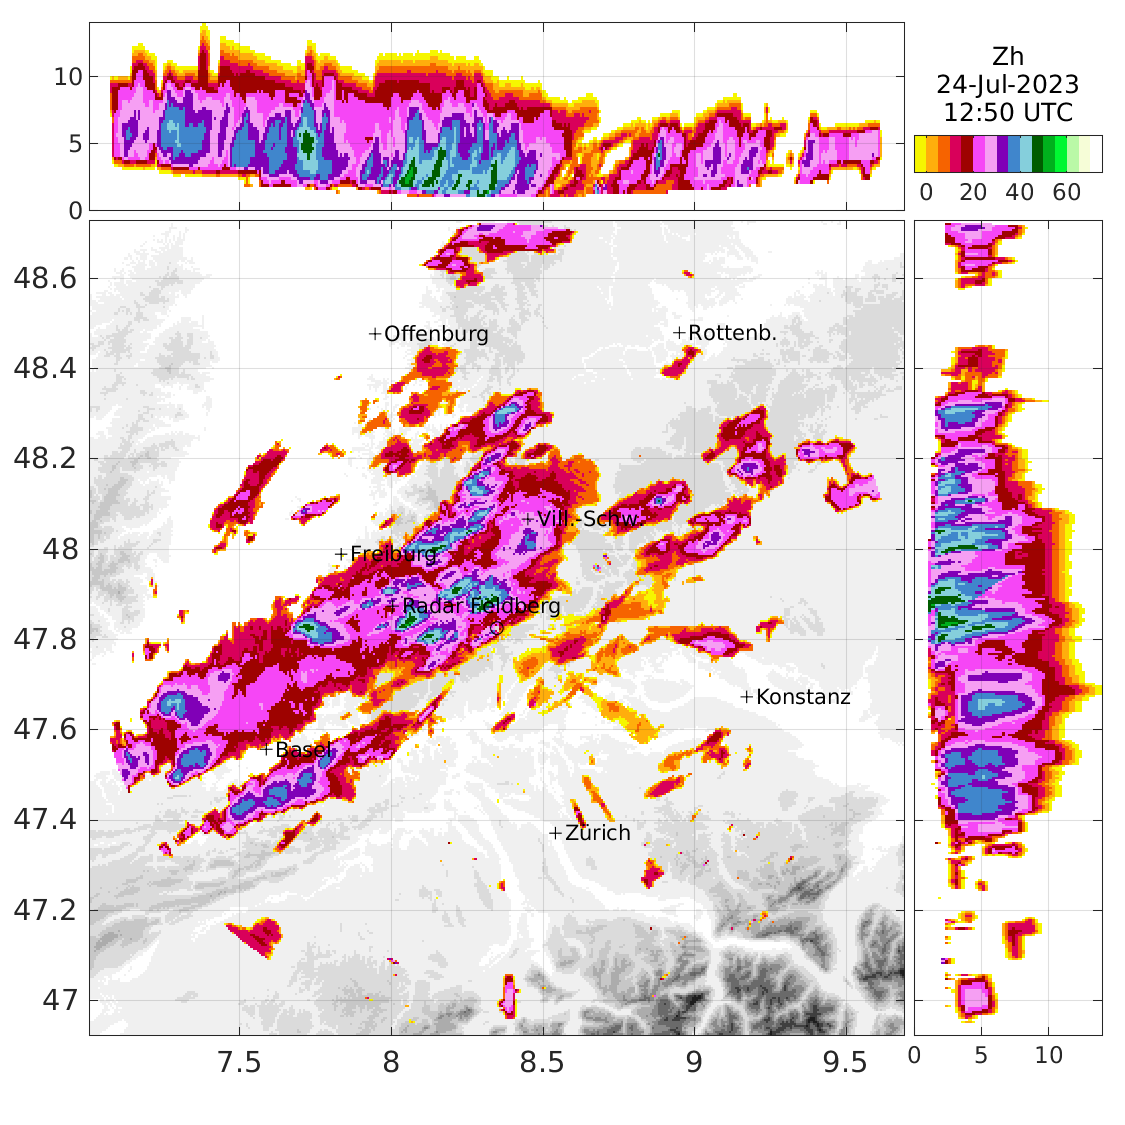 10
5
0
Zh
24-Jul-2023
12:50 UTC
0 20 40 60
48.6
48.4
48.2
48
47.8
47.6
47.4
47.2
47
+Offenburg
+Rottenb.
+Vill.-Schw.
+Freiburg
+Radar Feldberg
+Konstanz
+Basel
+Zürich
7.5 8 8.5 9 9.5
0 5 10